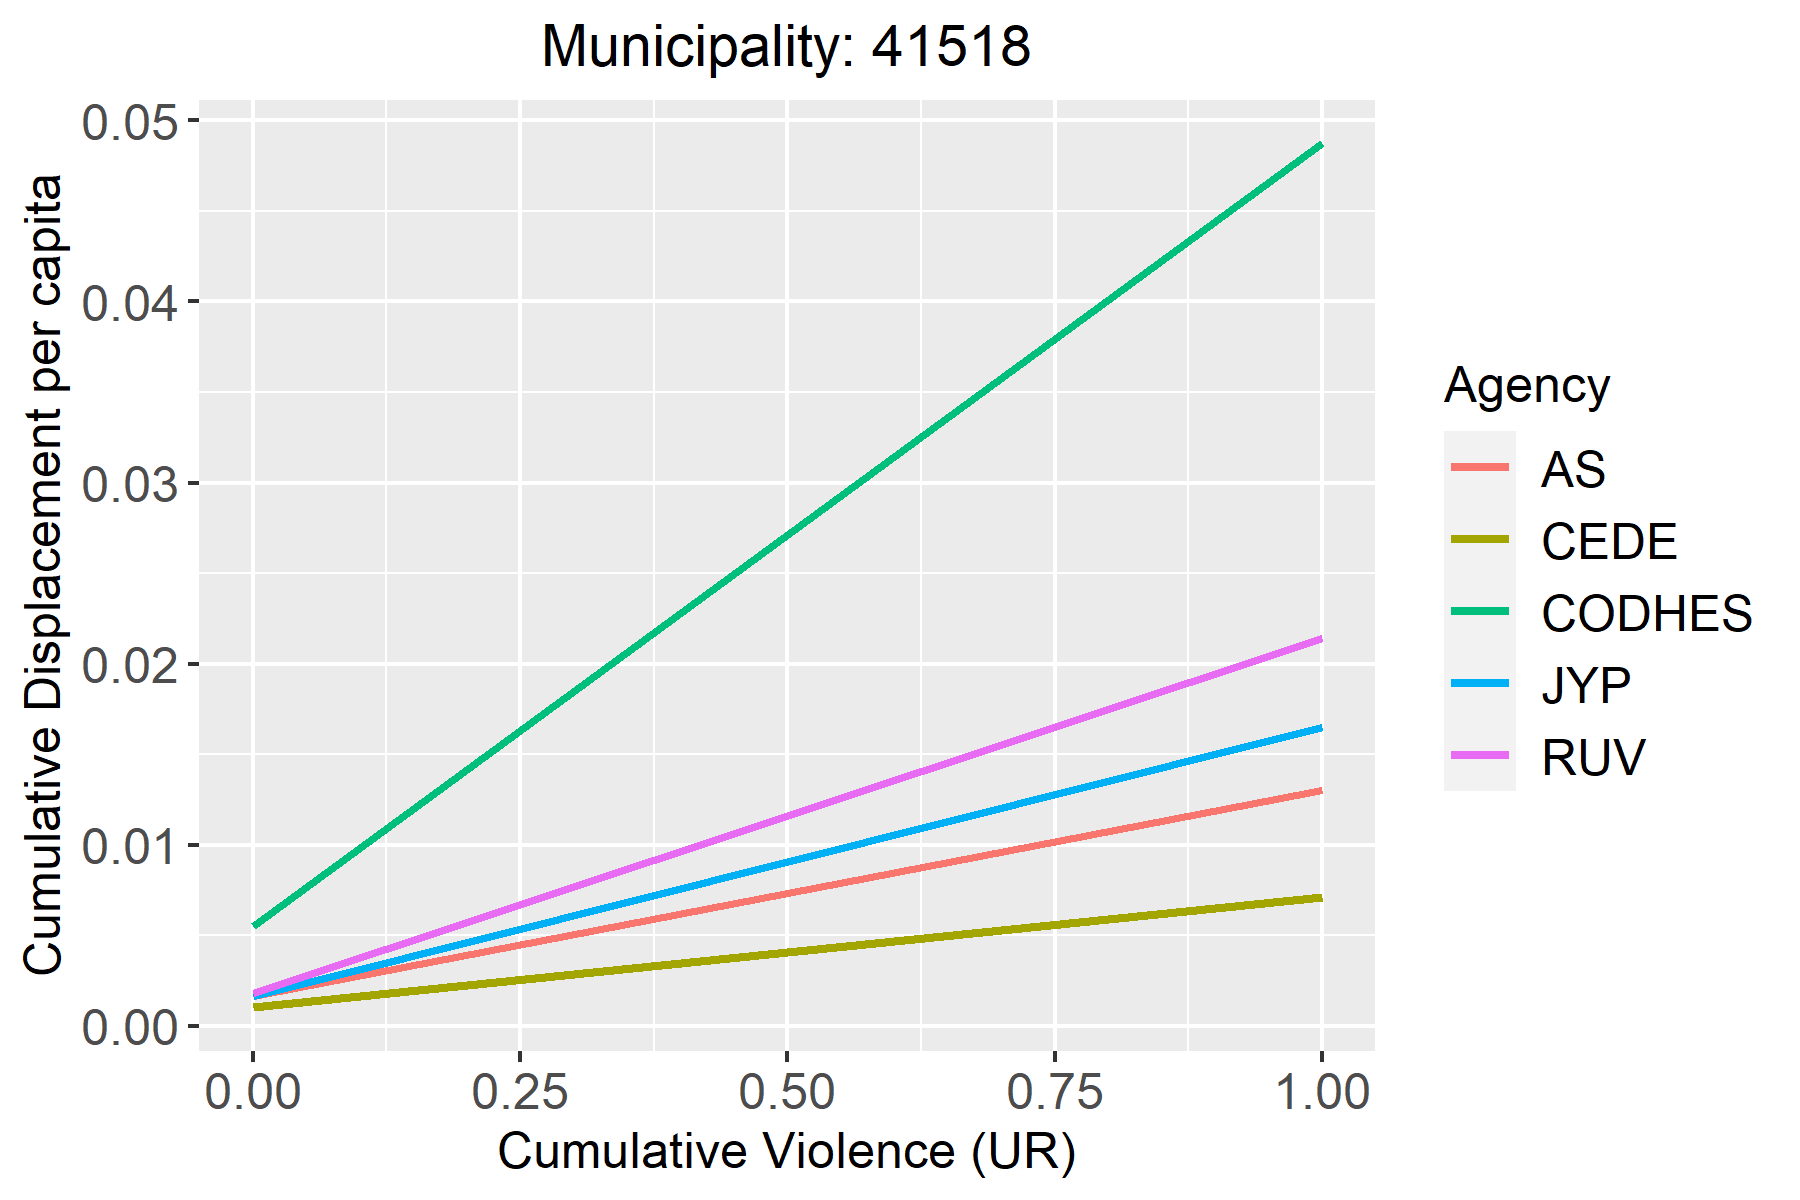 Municipality: 41518
Cumulative Displacement per capita
0.05
0.04
0.03
0.02
0.01
0.00
0.00 0.25 0.50 0.75 1.00
Cumulative Violence (UR)
Agency
AS
CEDE
CODHES
JYP
RUV